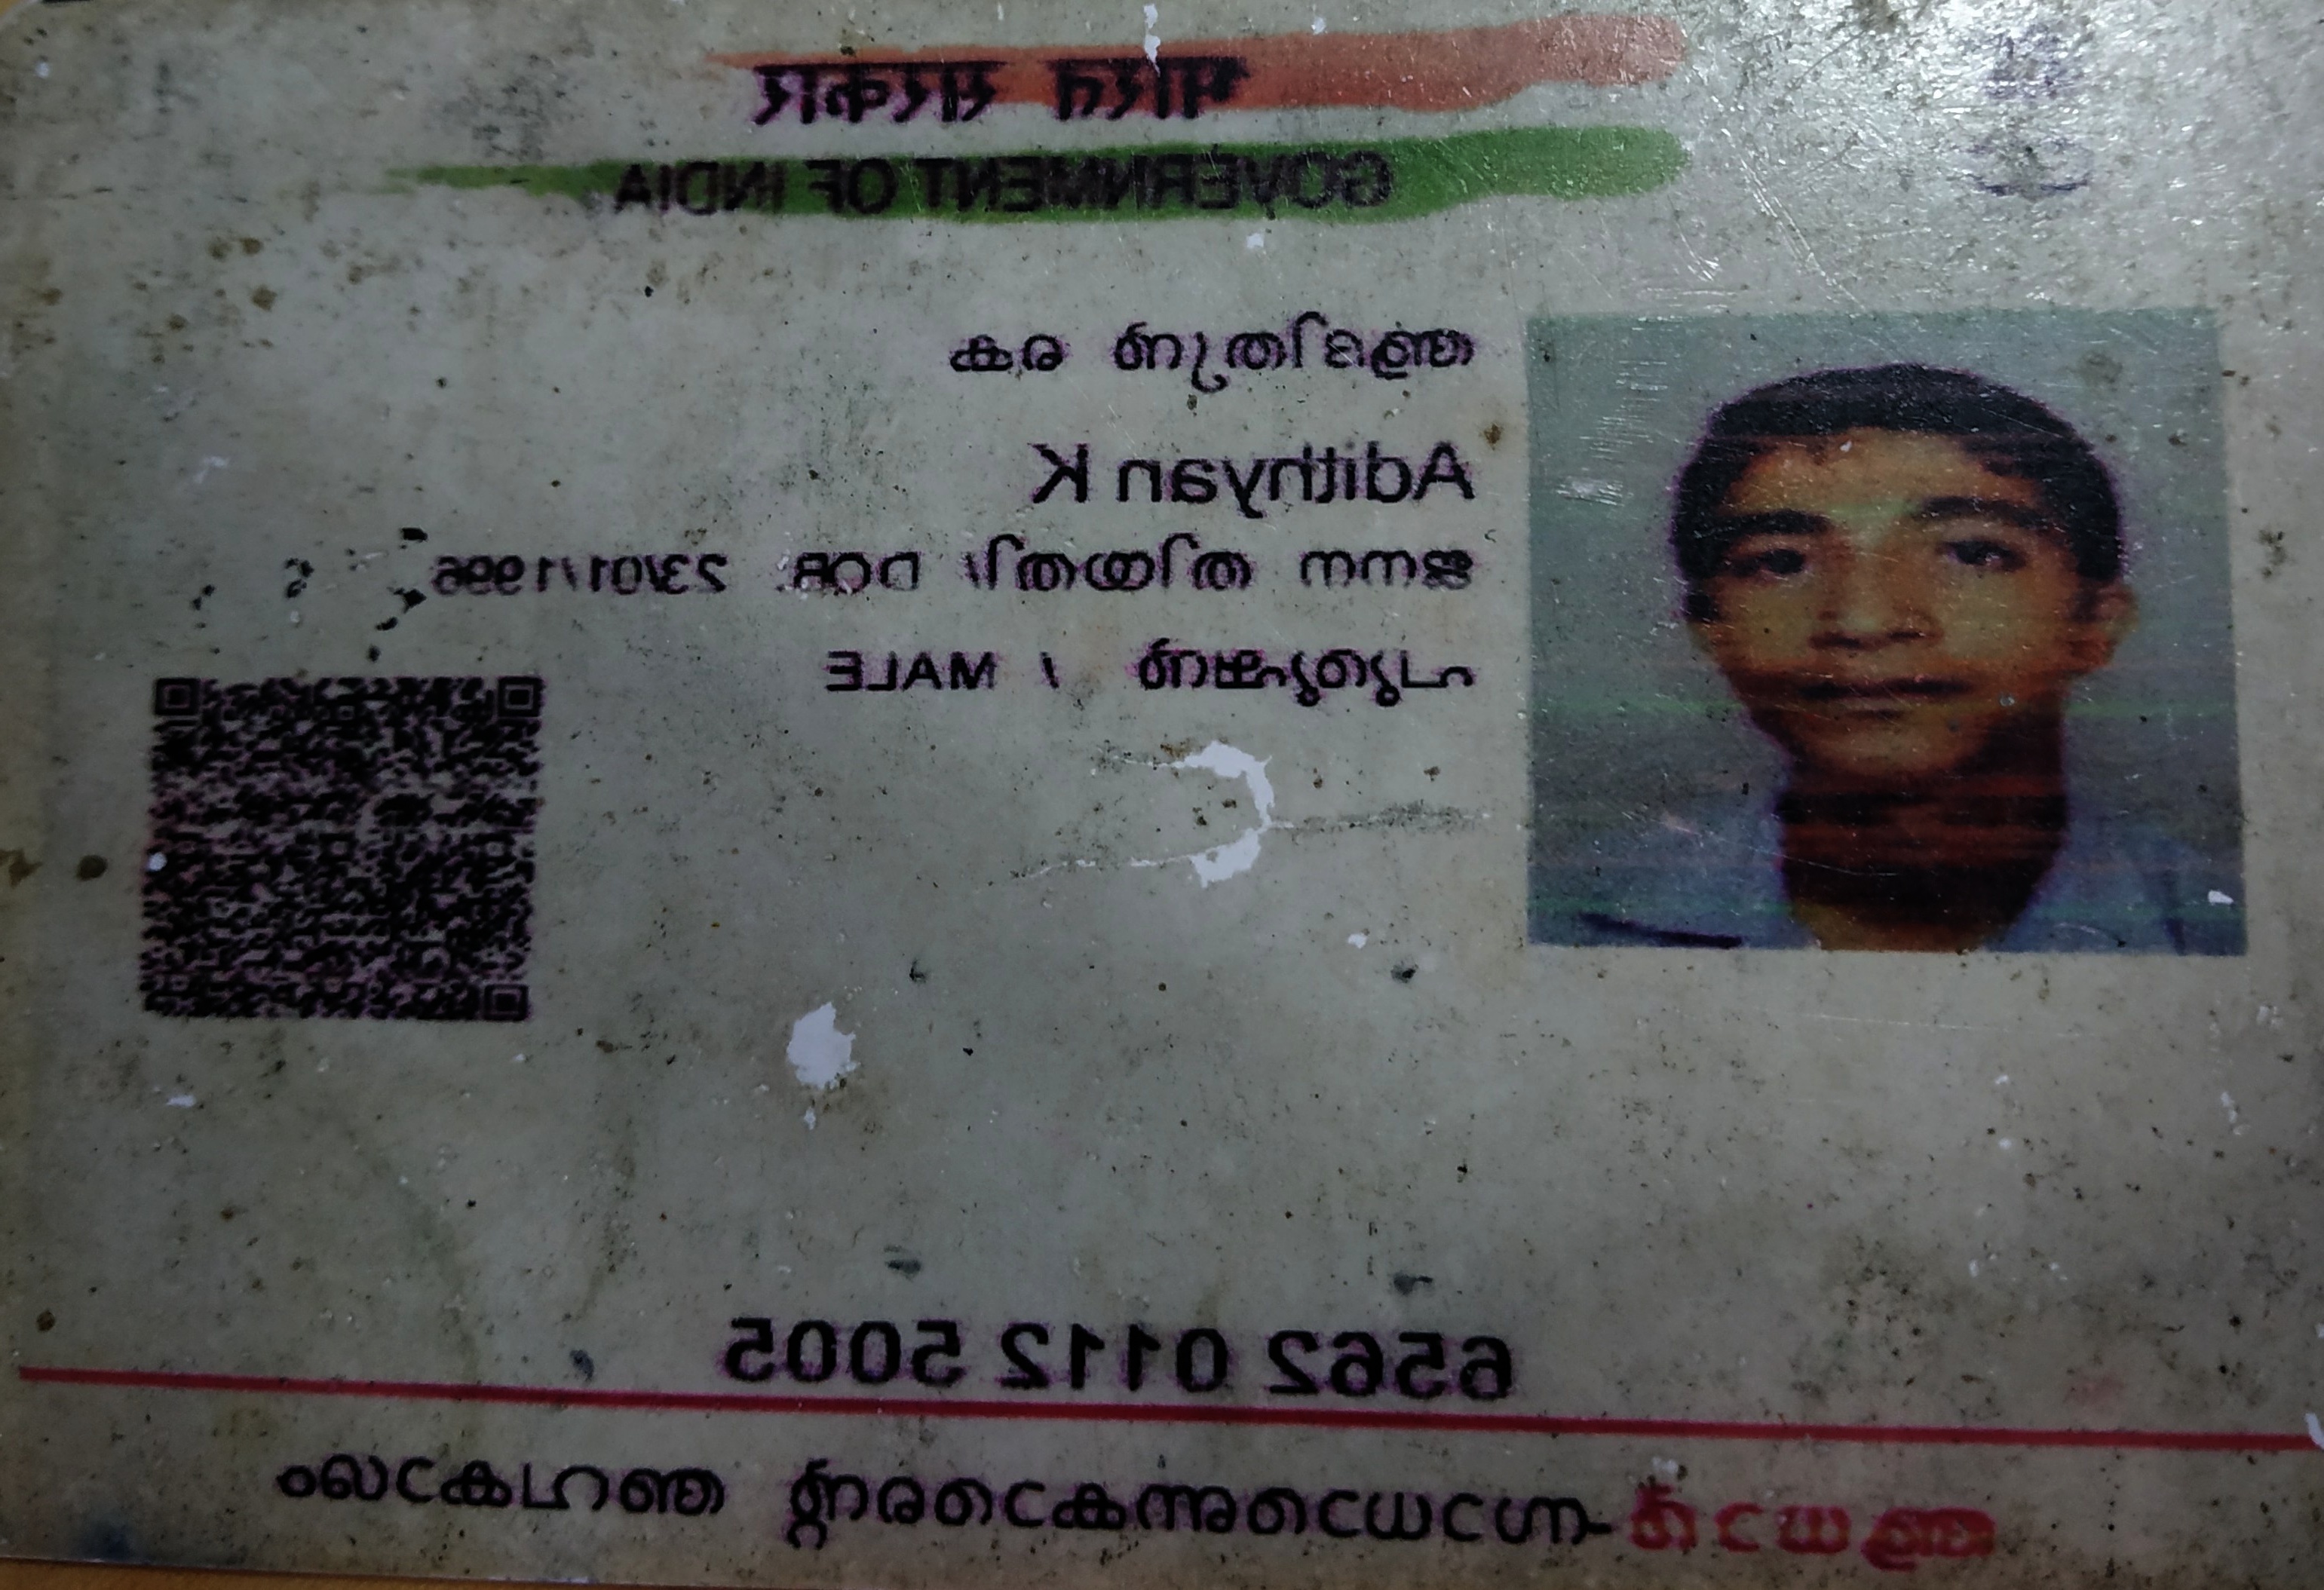 भारत सरकार
GOVERNMENT OF INDIA
ആദിത്യൻ കെ
Adithyan K
ജനന തിയതി/ DOB: 23/01/1996
പുരുഷൻ / MALE
6562 0112 5005
ആധാർ-സാധാരണക്കാരന്റെ അവകാശം